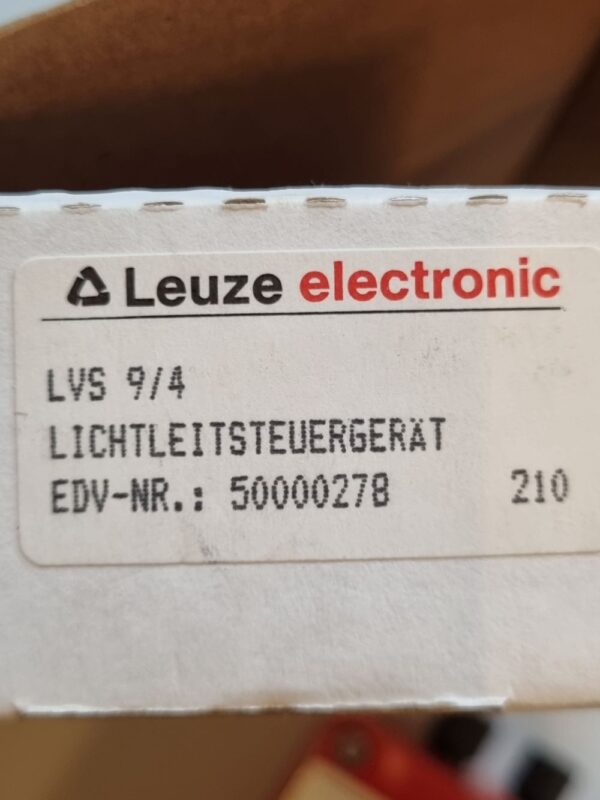 Leuze electronic
LVS 9/4
LICHTLEITSTEUERGERÄT
EDV-NR.: 50000278 210